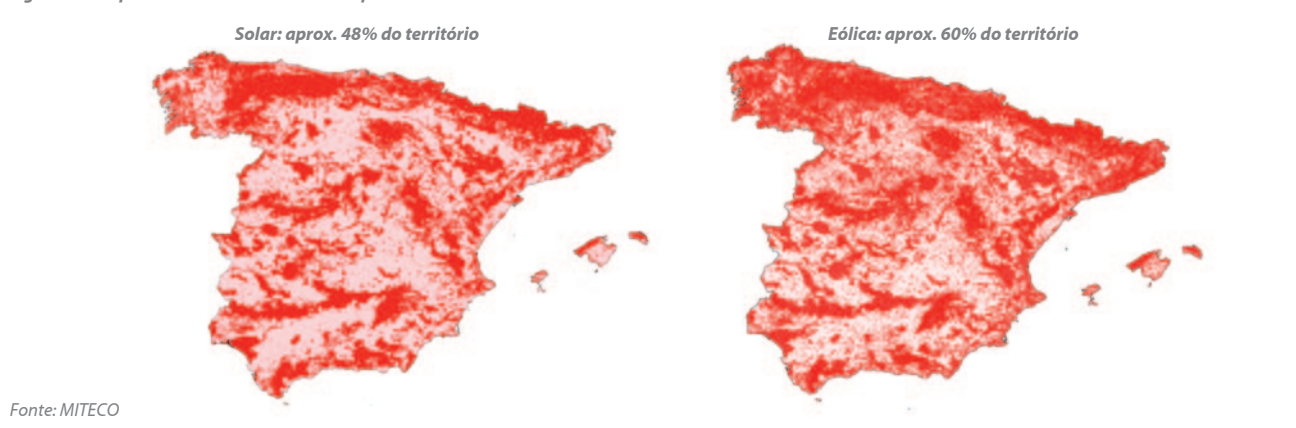 Solar: aprox. 48% do território
Eólica: aprox. 60% do território
Fonte: MITECO